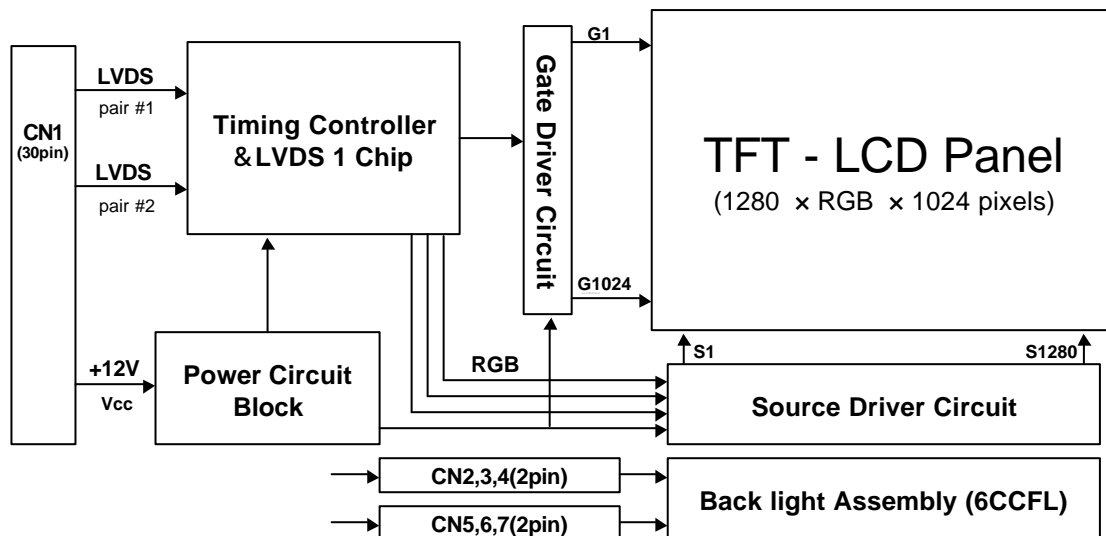 CN1
(30pin)
LVDS
pair #1
LVDS
pair #2
+12V
Vcc
Timing Controller
&LVDS 1 Chip
Power Circuit
Block
Gate Driver Circuit
G1
G1024
TFT - LCD Panel
(1280 × RGB × 1024 pixels)
RGB
S1
S1280
Source Driver Circuit
CN2,3,4(2pin)
CN5,6,7(2pin)
Back light Assembly (6CCFL)